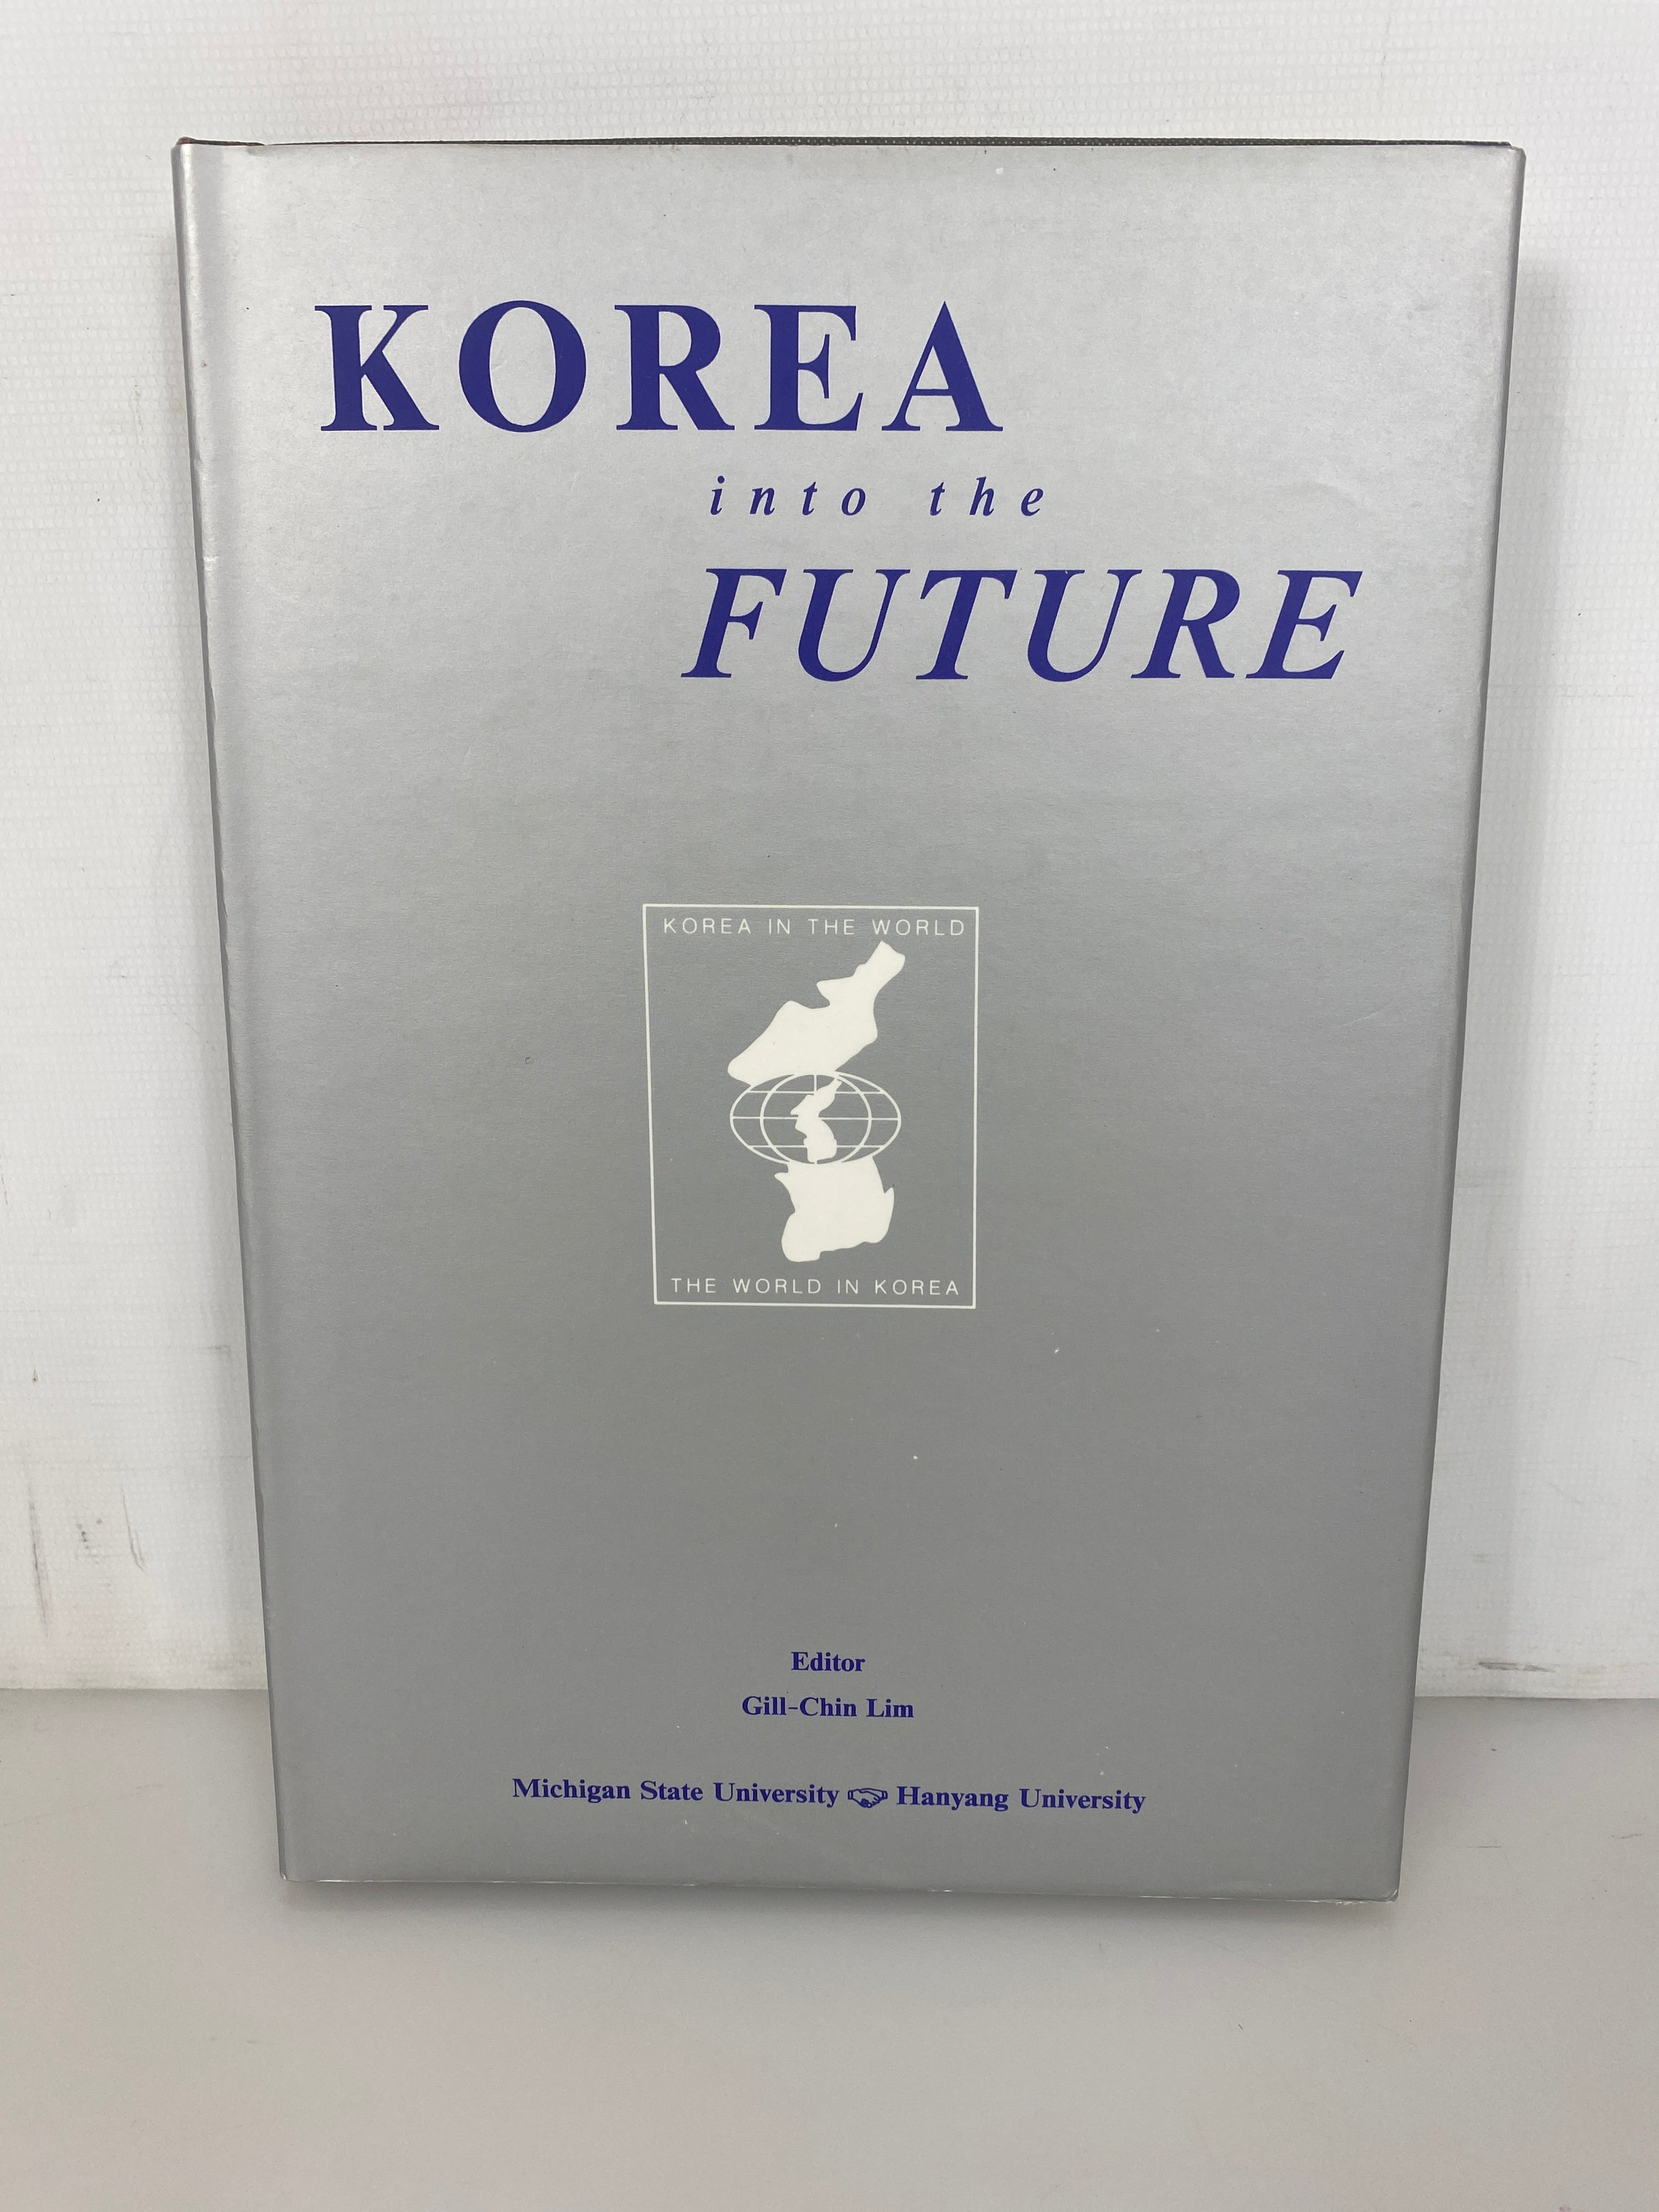 KOREA
into the
FUTURE
KOREA IN THE WORLD
THE WORLD IN KOREA
Editor
Gill-Chin Lim
Michigan State University Hanyang University